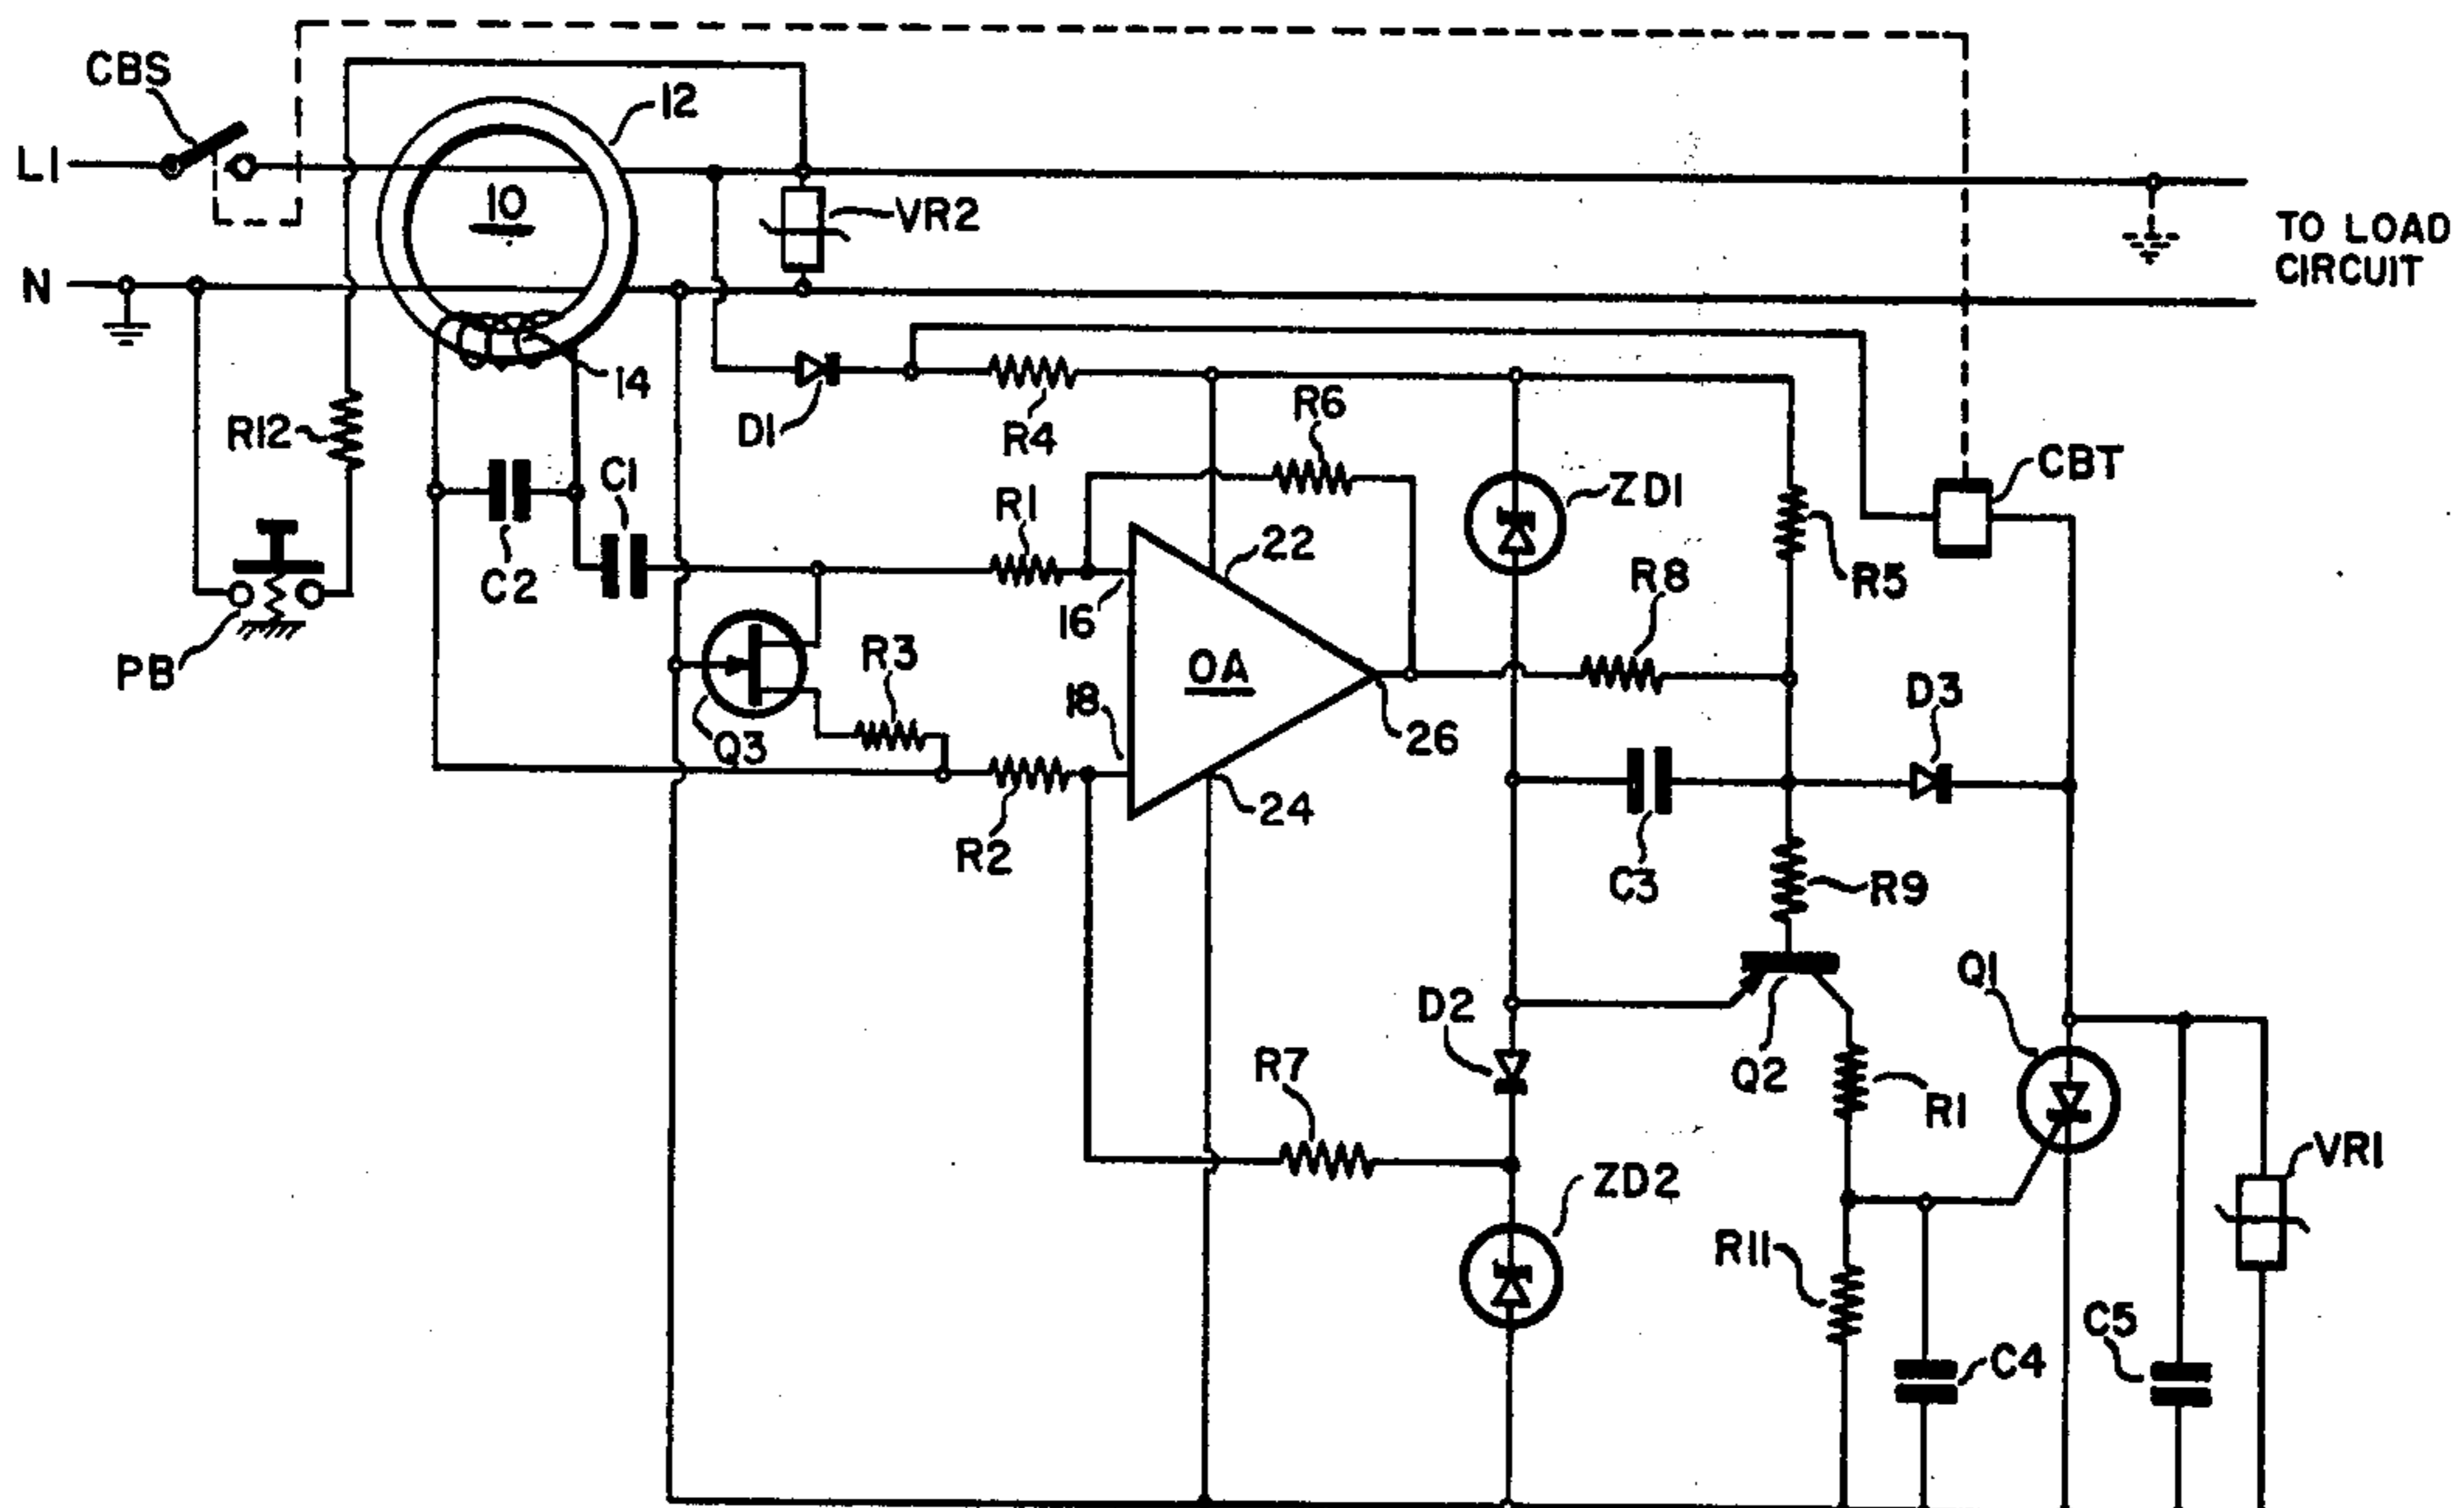 CBS
12
L1
10
VR2
TO LOAD
CIRCUIT
N
14
R12
D1
R4
R6
CBT
C1
R1
ZD1
C2
22
R8
R5
16
PB
R3
OA
18
D3
Q3
26
24
R2
C3
R9
Q1
D2
R7
Q2
R1
VR1
ZD2
R11
C5
C4